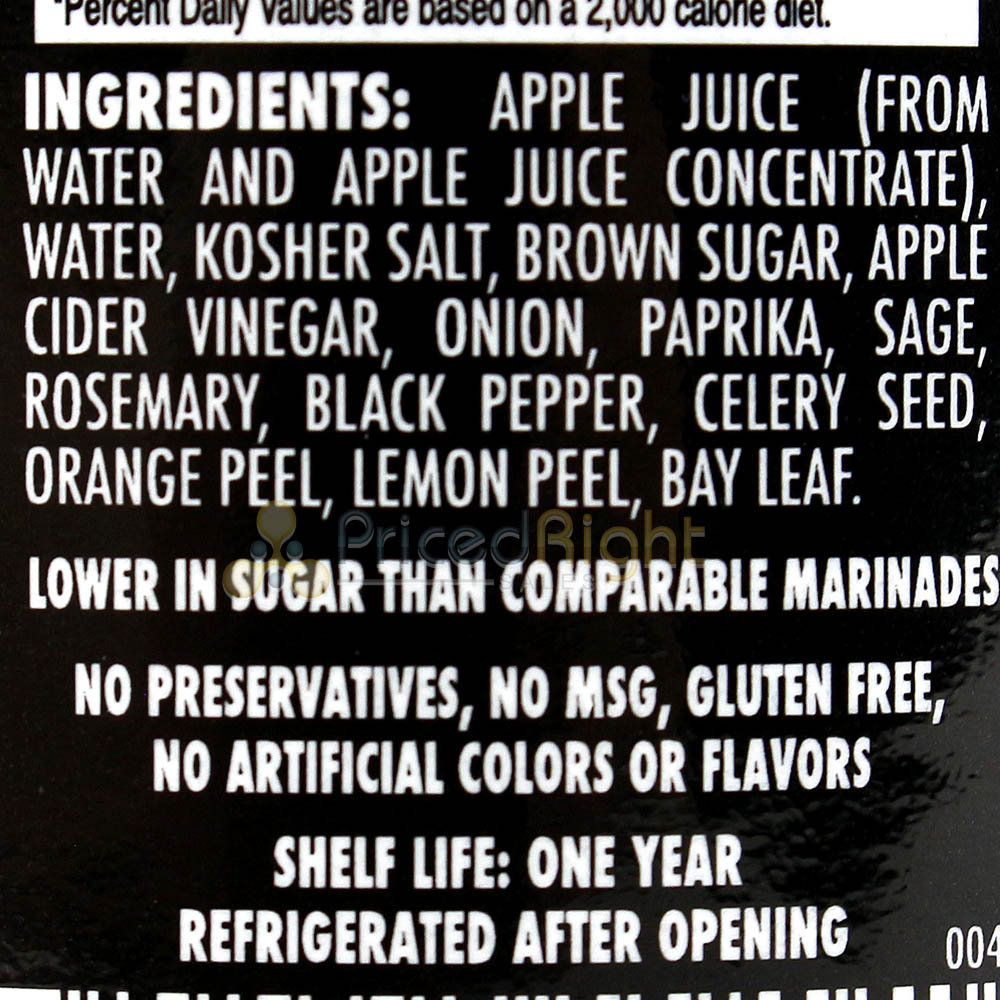 *Percent Daily Values are based on a 2,000 calorie diet.
INGREDIENTS: APPLE JUICE (FROM
WATER AND APPLE JUICE CONCENTRATE),
WATER, KOSHER SALT, BROWN SUGAR, APPLE
CIDER VINEGAR, ONION, PAPRIKA, SAGE,
ROSEMARY, BLACK PEPPER, CELERY SEED,
ORANGE PEEL, LEMON PEEL, BAY LEAF.
PricedRight
SALES
LOWER IN SUGAR THAN COMPARABLE MARINADES
NO PRESERVATIVES, NO MSG, GLUTEN FREE,
NO ARTIFICIAL COLORS OR FLAVORS
SHELF LIFE: ONE YEAR
REFRIGERATED AFTER OPENING
004